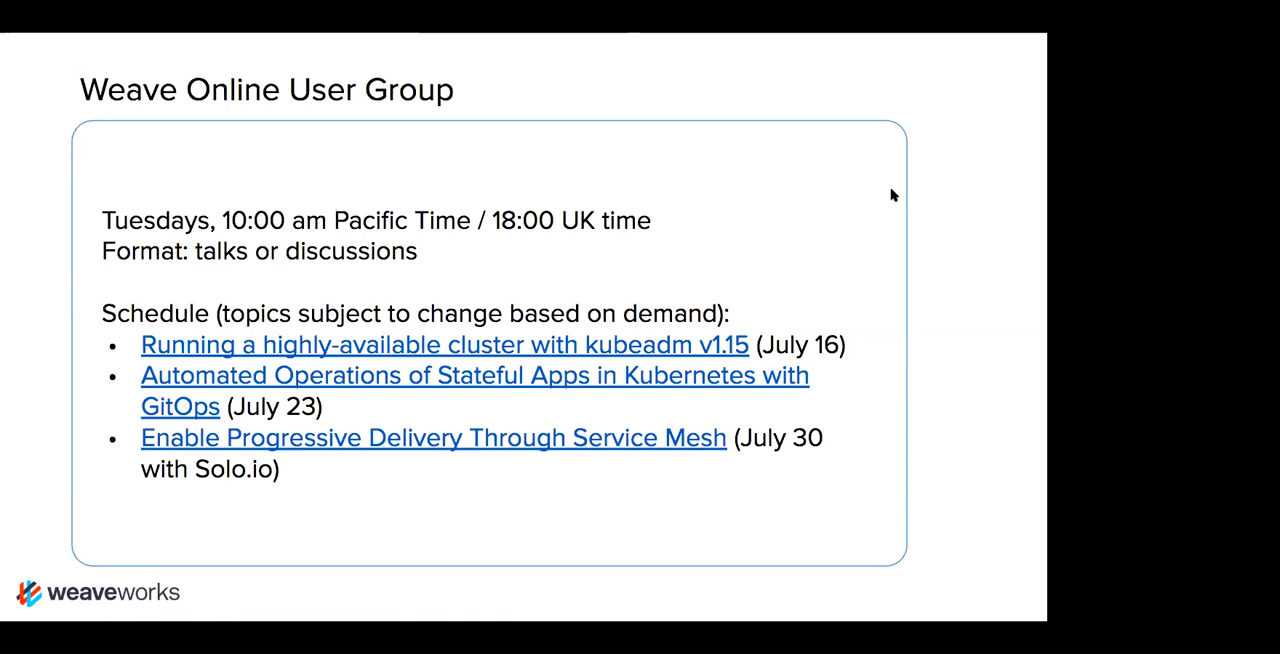 Weave Online User Group
Tuesdays, 10:00 am Pacific Time / 18:00 UK time
Format: talks or discussions
Schedule (topics subject to change based on demand):
• Running a highly-available cluster with kubeadm v1.15 (July 16)
• Automated Operations of Stateful Apps in Kubernetes with
GitOps (July 23)
• Enable Progressive Delivery Through Service Mesh (July 30
with Solo.io)
weaveworks